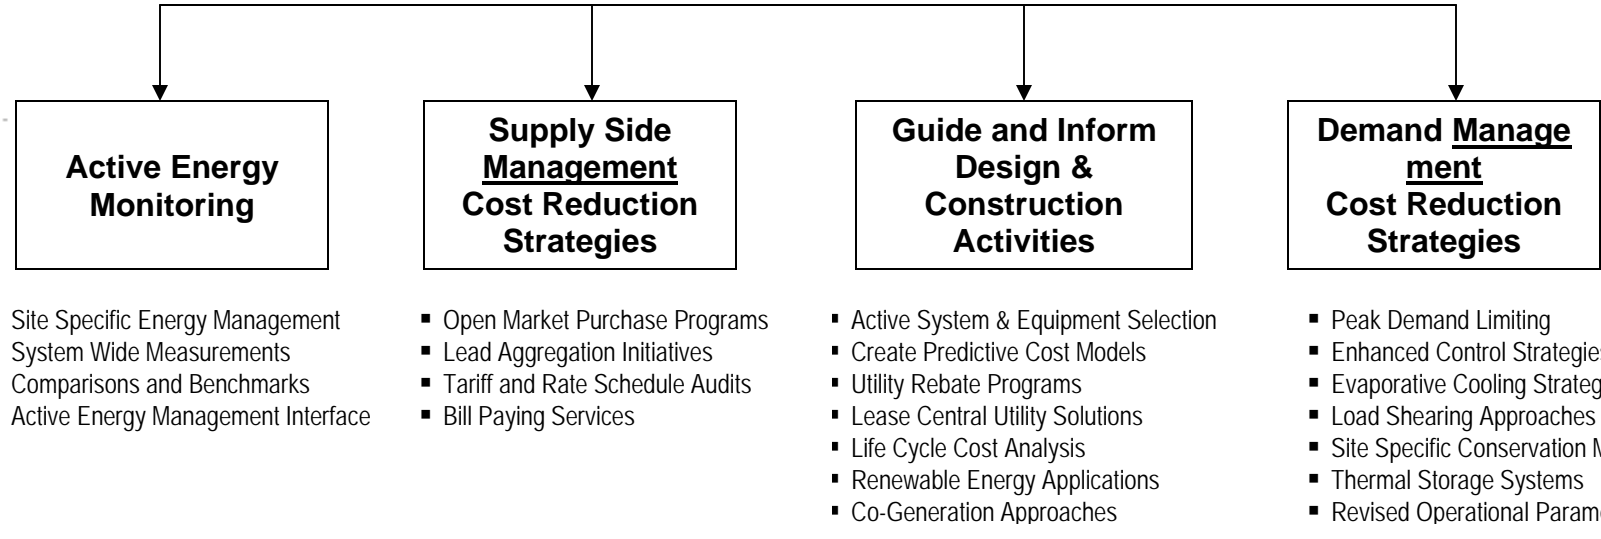 Active Energy
Monitoring
Supply Side
Management
Cost Reduction
Strategies
Guide and Inform
Design &
Construction
Activities
Demand Manage
ment
Cost Reduction
Strategies
Site Specific Energy Management
System Wide Measurements
Comparisons and Benchmarks
Active Energy Management Interface
▪ Open Market Purchase Programs
▪ Lead Aggregation Initiatives
▪ Tariff and Rate Schedule Audits
▪ Bill Paying Services
▪ Active System & Equipment Selection
▪ Create Predictive Cost Models
▪ Utility Rebate Programs
▪ Lease Central Utility Solutions
▪ Life Cycle Cost Analysis
▪ Renewable Energy Applications
▪ Co-Generation Approaches
▪ Peak Demand Limiting
▪ Enhanced Control
▪ Evaporative Cooling
▪ Load Shearing Approaches
▪ Site Specific Conservation
▪ Thermal Storage Systems
▪ Revised Operational